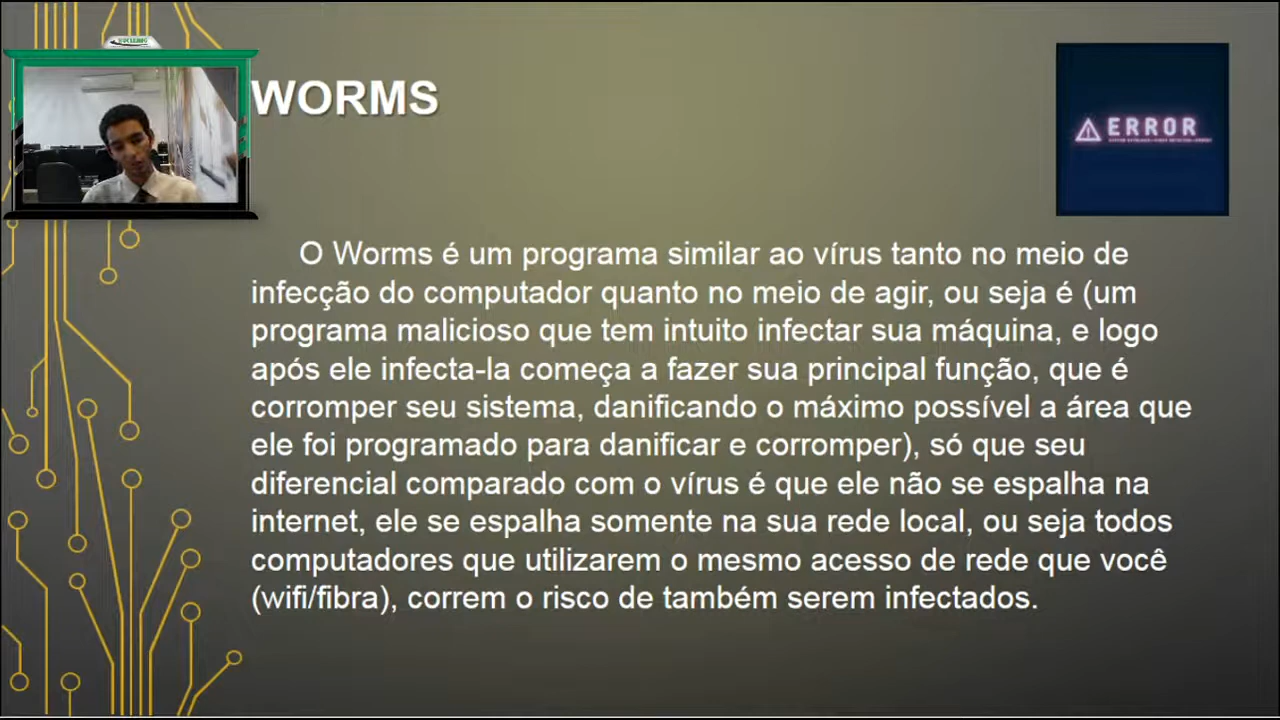 WORMS
ERROR
O Worms é um programa similar ao vírus tanto no meio de
infecção do computador quanto no meio de agir, ou seja é (um
programa malicioso que tem intuito infectar sua máquina, e logo
após ele infecta-la começa a fazer sua principal função, que é
corromper seu sistema, danificando o máximo possível a área que
ele foi programado para danificar e corromper), só que seu
diferencial comparado com o vírus é que ele não se espalha na
internet, ele se espalha somente na sua rede local, ou seja todos
computadores que utilizarem o mesmo acesso de rede que você
(wifi/fibra), correm o risco de também serem infectados.